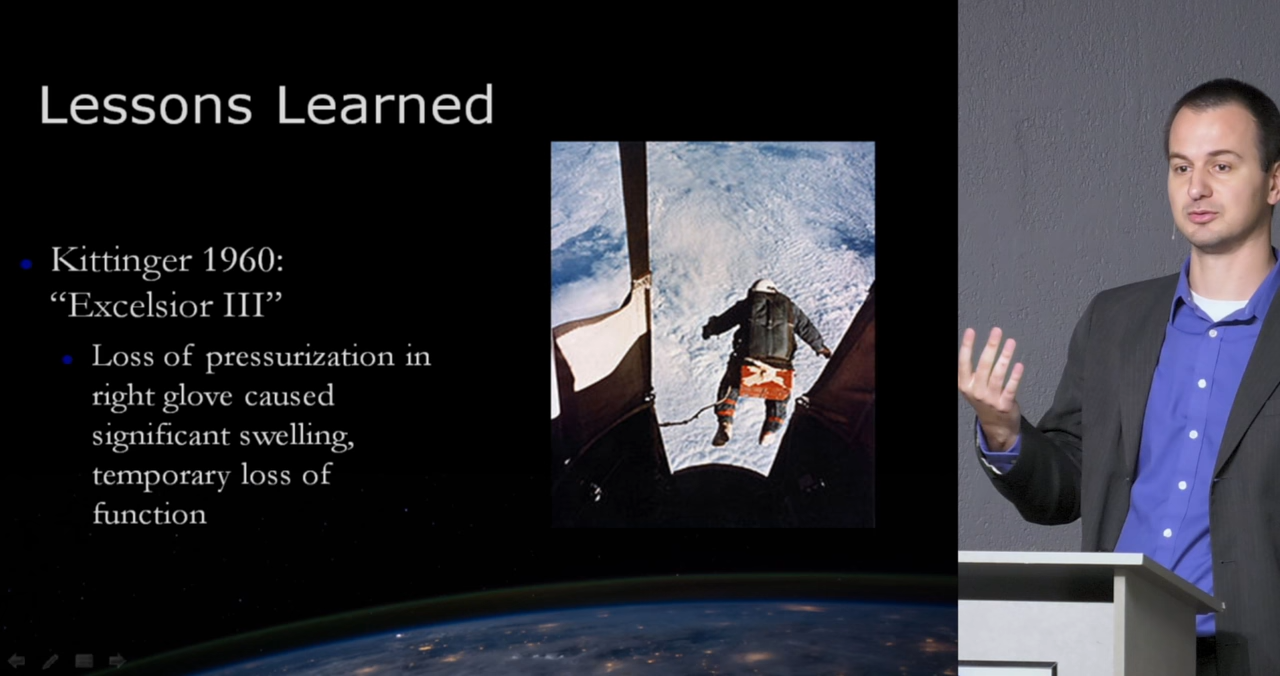 Lessons Learned
Kittinger 1960:
“Excelsior III”
Loss of pressurization in
right glove caused
significant swelling,
temporary loss of
function